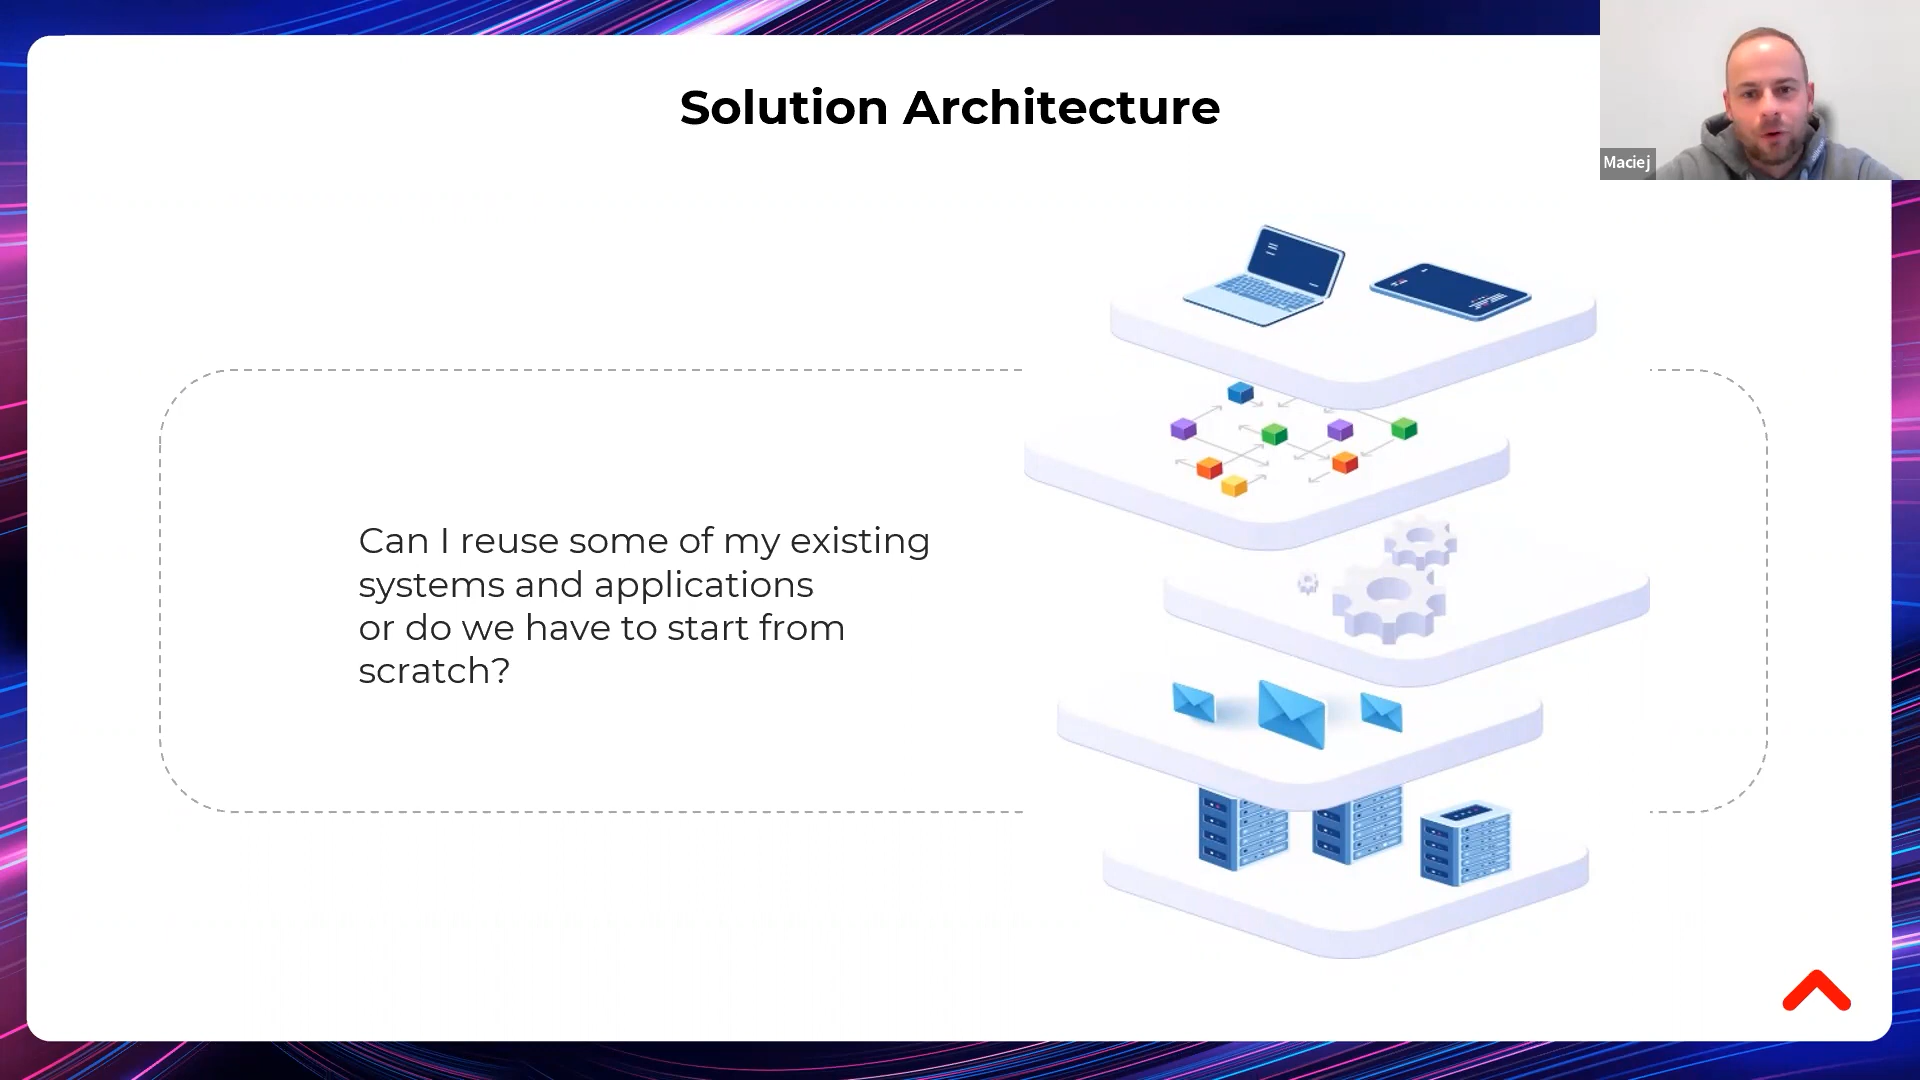 Solution Architecture
Maciej
Can I reuse some of my existing
systems and applications
or do we have to start from
scratch?